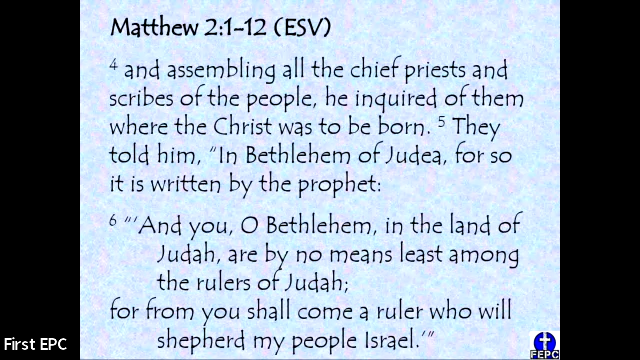 Matthew 2:1-12 (ESV)
4 and assembling all the chief priests and
scribes of the people, he inquired of them
where the Christ was to be born. 5 They
told him, "In Bethlehem of Judea, for so
it is written by the prophet:
6 "'And you, O Bethlehem, in the land of
Judah, are by no means least among
the rulers of Judah;
for from you shall come a ruler who will
shepherd my people Israel.'"
First EPC
FEPC